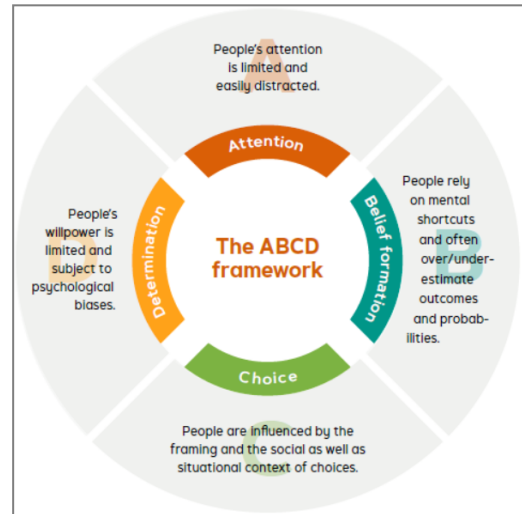 A
People's attention
is limited and
easily distracted.
Attention
B
People rely
on mental
shortcuts
and often
over/under-
estimate
outcomes
and probab-
ilities.
Belief formation
The ABCD
framework
D
People's
willpower is
limited and
subject to
psychological
biases.
Determination
Choice
C
People are influenced by the
framing and the social as well as
situational context of choices.